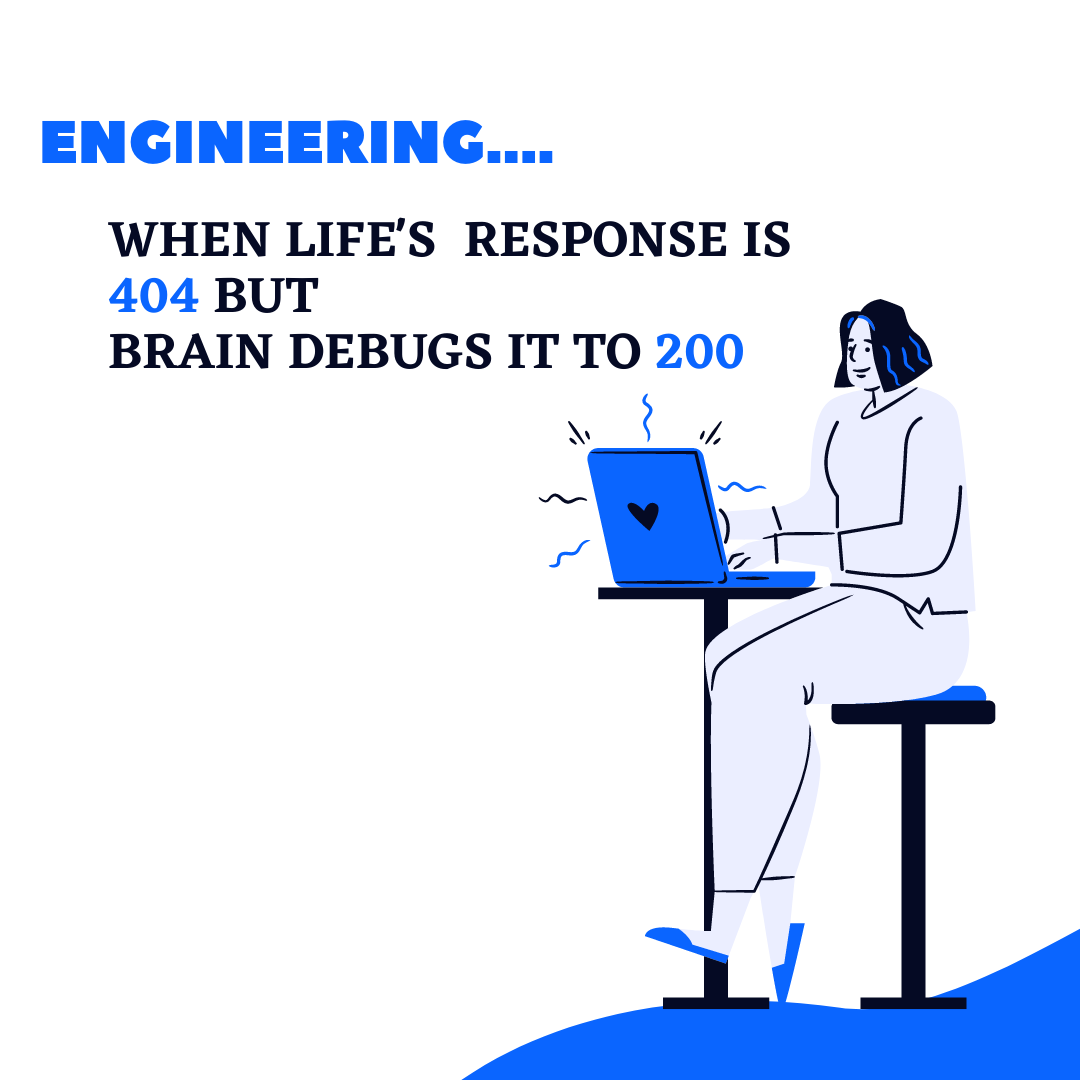 ENGINEERING....
WHEN LIFE'S RESPONSE IS
404 BUT
BRAIN DEBUGS IT TO 200